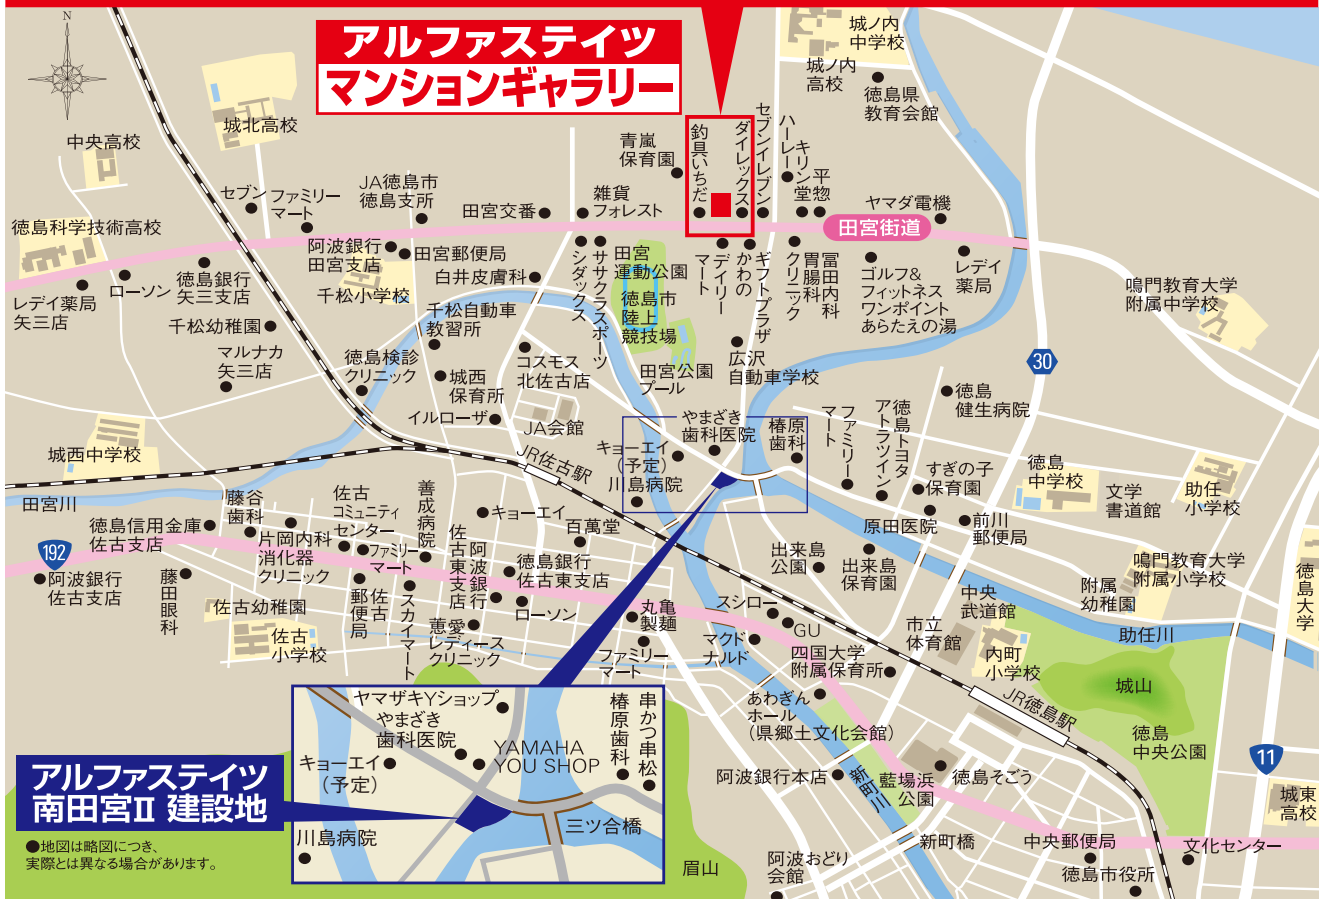 N
アルファステイツ
マンションギャラリー
城ノ内
中学校
城ノ内
高校
徳島県
教育会館
城北高校
中央高校
青嵐
保育園
釣具いちだ
ダイレックス
セブンイレブン
ハーレー
キリン堂
平惣
セブン
ファミリー
マート
JA徳島市
徳島支所
田宮交番
雑貨
フォレスト
ヤマダ電機
田宮街道
徳島科学技術高校
阿波銀行
田宮支店
田宮郵便局
白井皮膚科
シダックス
ササクラスポーツ
田宮
運動公園
徳島市
陸上
競技場
デイリー
マート
かわの
ギフトプラザ
冨田内科
胃腸科
クリニック
ゴルフ&
フィットネス
ワンポイント
あらたえの湯
レデイ
薬局
鳴門教育大学
附属中学校
レデイ薬局
矢三店
ローソン
徳島銀行
矢三支店
千松小学校
千松幼稚園
千松自動車
教習所
マルナカ
矢三店
徳島検診
クリニック
城西
保育所
コスモス
北佐古店
田宮公園
プール
広沢
自動車学校
30
徳島
健生病院
イルローザ
JA会館
やまざき
歯科医院
椿原
歯科
ファミリー
マート
徳島トヨタ
アトラツイン
城西中学校
JR佐古駅
キョーエイ
(予定)
川島病院
すぎの子
保育園
徳島
中学校
文学
書道館
助任
小学校
田宮川
藤谷
歯科
佐古
コミュニティ
センター
善成病院
キョーエイ
百萬堂
原田医院
前川
郵便局
徳島信用金庫
佐古支店
片岡内科
消化器
クリニック
ファミリー
マート
阿波銀行
佐古東支店
徳島銀行
佐古東支店
出来島
公園
出来島
保育園
鳴門教育大学
附属小学校
192
阿波銀行
佐古支店
藤田眼科
佐古
郵便局
スカイマート
ローソン
丸亀
製麺
スシロー
GU
中央
武道館
附属
幼稚園
徳島大学
佐古幼稚園
佐古
小学校
蕙愛
レディース
クリニック
ファミリー
マート
マクド
ナルド
四国大学
附属保育所
市立
体育館
内町
小学校
助任川
城山
JR徳島駅
あわぎん
ホール
(県郷土文化会館)
徳島
中央公園
ヤマザキYショップ
やまざき
歯科医院
キョーエイ
(予定)
YAMAHA
YOU SHOP
椿原歯科
串かつ串松
川島病院
三ツ合橋
アルファステイツ
南田宮Ⅱ 建設地
●地図は略図につき、
実際とは異なる場合があります。
阿波銀行本店
新町川
藍場浜
公園
徳島そごう
11
城東
高校
新町橋
中央郵便局
文化センター
眉山
阿波おどり
会館
徳島市役所